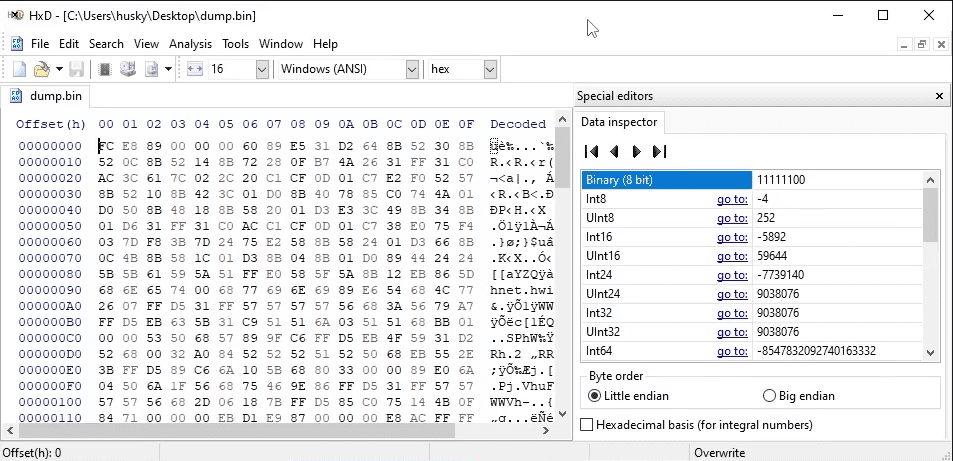 HxD - [C:\Users\husky\Desktop\dump.bin]
File Edit Search View Analysis Tools Window Help
16 Windows (ANSI) hex
dump.bin
Offset(h) 00 01 02 03 04 05 06 07 08 09 0A 0B 0C 0D 0E 0F Decoded
00000000 FC E8 89 00 00 00 60 89 E5 31 D2 64 8B 52 30 8B üè‰...`‰
00000010 52 0C 8B 52 14 8B 72 28 0F B7 4A 26 31 FF 31 C0 R.‹R.‹r(
00000020 AC 3C 61 7C 02 2C 20 C1 CF 0D 01 C7 E2 F0 52 57 ¬<a|., Á
00000030 8B 52 10 8B 42 3C 01 D0 8B 40 78 85 C0 74 4A 01 ‹R.‹B<.Ð
00000040 D0 50 8B 48 18 8B 58 20 01 D3 E3 3C 49 8B 34 8B ÐP‹H.‹X
00000050 01 D6 31 FF 31 C0 AC C1 CF 0D 01 C7 38 E0 75 F4 .Ö1ÿ1À¬Á
00000060 03 7D F8 3B 7D 24 75 E2 58 8B 58 24 01 D3 66 8B .}ø;}$uâ
00000070 0C 4B 8B 58 1C 01 D3 8B 04 8B 01 D0 89 44 24 24 .K‹X..Ó‹
00000080 5B 5B 61 59 5A 51 FF E0 58 5F 5A 8B 12 EB 86 5D [[aYZQÿà
00000090 68 6E 65 74 00 68 77 69 6E 69 89 E6 54 68 4C 77 hnet.hwi
000000A0 26 07 FF D5 31 FF 57 57 57 57 56 68 3A 56 79 A7 &.ÿÕ1ÿWW
000000B0 FF D5 EB 63 5B 31 C9 51 51 6A 03 51 51 68 BB 01 ÿÕëc[1ÉQ
000000C0 00 00 53 50 68 57 89 9F C6 FF D5 EB 4F 59 31 D2 ..SPhW‰Ÿ
000000D0 52 68 00 32 A0 84 52 52 52 51 52 50 68 EB 55 2E Rh.2 „RR
000000E0 3B FF D5 89 C6 6A 10 5B 68 80 33 00 00 89 E0 6A ;ÿÕ‰Æj.[
000000F0 04 50 6A 1F 56 68 75 46 9E 86 FF D5 31 FF 57 57 .Pj.VhuF
00000100 57 57 56 68 2D 06 18 7B FF D5 85 C0 75 14 4B 0F WWVh-..{
00000110 84 71 00 00 00 EB D1 E9 87 00 00 00 E8 AC FF FF „q...ëÑé
Special editors
Data inspector
Binary (8 bit) 11111100
Int8 go to: -4
UInt8 go to: 252
Int16 go to: -5892
UInt16 go to: 59644
Int24 go to: -7739140
UInt24 go to: 9038076
Int32 go to: 9038076
UInt32 go to: 9038076
Int64 go to: -8547832092740163332
Byte order
Little endian Big endian
Hexadecimal basis (for integral numbers)
Offset(h): 0 Overwrite